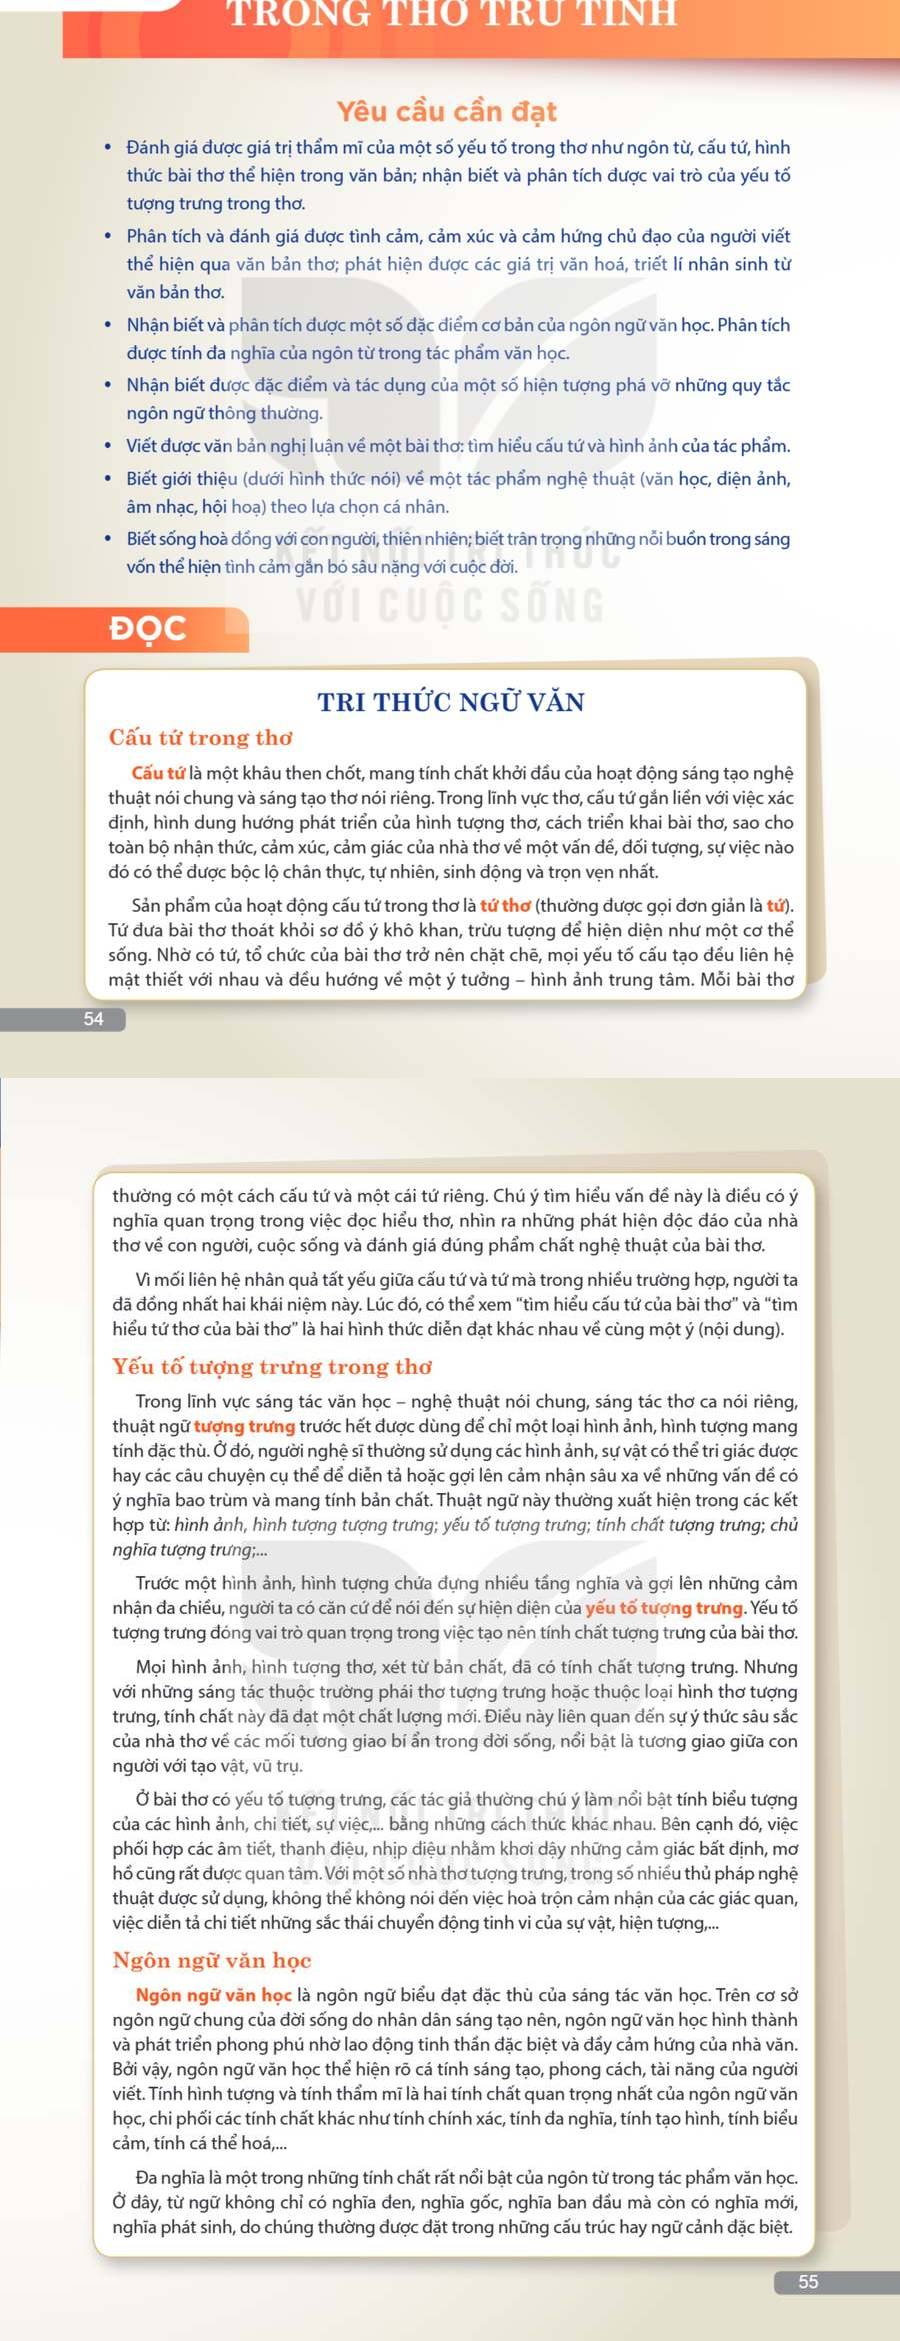 TRONG THƠ TRỮ TÌNH
Yêu cầu cần đạt
• Đánh giá được giá trị thẩm mĩ của một số yếu tố trong thơ như ngôn từ, cấu tứ, hình
thức bài thơ thể hiện trong văn bản; nhận biết và phân tích được vai trò của yếu tố
tượng trưng trong thơ.
• Phân tích và đánh giá được tình cảm, cảm xúc và cảm hứng chủ đạo của người viết
thể hiện qua văn bản thơ; phát hiện được các giá trị văn hoá, triết lí nhân sinh từ
văn bản thơ.
• Nhận biết và phân tích được một số đặc điểm cơ bản của ngôn ngữ văn học. Phân tích
được tính đa nghĩa của ngôn từ trong tác phẩm văn học.
• Nhận biết được đặc điểm và tác dụng của một số hiện tượng phá vỡ những quy tắc
ngôn ngữ thông thường.
• Viết được văn bản nghị luận về một bài thơ: tìm hiểu cấu tứ và hình ảnh của tác phẩm.
• Biết giới thiệu (dưới hình thức nói) về một tác phẩm nghệ thuật (văn học, điện ảnh,
âm nhạc, hội hoạ) theo lựa chọn cá nhân.
• Biết sống hoà đồng với con người, thiên nhiên; biết trân trọng những nỗi buồn trong sáng
vốn thể hiện tình cảm gắn bó sâu nặng với cuộc đời.
KẾT NỐI TRI THỨC
VỚI CUỘC SỐNG
ĐỌC
TRI THỨC NGỮ VĂN
Cấu tứ trong thơ
Cấu tứ là một khâu then chốt, mang tính chất khởi đầu của hoạt động sáng tạo nghệ
thuật nói chung và sáng tạo thơ nói riêng. Trong lĩnh vực thơ, cấu tứ gắn liền với việc xác
định, hình dung hướng phát triển của hình tượng thơ, cách triển khai bài thơ, sao cho
toàn bộ nhận thức, cảm xúc, cảm giác của nhà thơ về một vấn đề, đối tượng, sự việc nào
đó có thể được bộc lộ chân thực, tự nhiên, sinh động và trọn vẹn nhất.
Sản phẩm của hoạt động cấu tứ trong thơ là tứ thơ (thường được gọi đơn giản là tứ).
Tứ đưa bài thơ thoát khỏi sơ đồ ý khô khan, trừu tượng để hiện diện như một cơ thể
sống. Nhờ có tứ, tổ chức của bài thơ trở nên chặt chẽ, mọi yếu tố cấu tạo đều liên hệ
mật thiết với nhau và đều hướng về một ý tưởng – hình ảnh trung tâm. Mỗi bài thơ
54
thường có một cách cấu tứ và một cái tứ riêng. Chú ý tìm hiểu vấn đề này là điều có ý
nghĩa quan trọng trong việc đọc hiểu thơ, nhìn ra những phát hiện độc đáo của nhà
thơ về con người, cuộc sống và đánh giá đúng phẩm chất nghệ thuật của bài thơ.
Vì mối liên hệ nhân quả tất yếu giữa cấu tứ và tứ mà trong nhiều trường hợp, người ta
đã đồng nhất hai khái niệm này. Lúc đó, có thể xem “tìm hiểu cấu tứ của bài thơ” và “tìm
hiểu tứ thơ của bài thơ” là hai hình thức diễn đạt khác nhau về cùng một ý (nội dung).
Yếu tố tượng trưng trong thơ
Trong lĩnh vực sáng tác văn học – nghệ thuật nói chung, sáng tác thơ ca nói riêng,
thuật ngữ tượng trưng trước hết được dùng để chỉ một loại hình ảnh, hình tượng mang
tính đặc thù. Ở đó, người nghệ sĩ thường sử dụng các hình ảnh, sự vật có thể tri giác được
hay các câu chuyện cụ thể để diễn tả hoặc gợi lên cảm nhận sâu xa về những vấn đề có
ý nghĩa bao trùm và mang tính bản chất. Thuật ngữ này thường xuất hiện trong các kết
hợp từ: hình ảnh, hình tượng tượng trưng; yếu tố tượng trưng; tính chất tượng trưng; chủ
nghĩa tượng trưng;...
Trước một hình ảnh, hình tượng chứa đựng nhiều tầng nghĩa và gợi lên những cảm
nhận đa chiều, người ta có căn cứ để nói đến sự hiện diện của yếu tố tượng trưng. Yếu tố
tượng trưng đóng vai trò quan trọng trong việc tạo nên tính chất tượng trưng của bài thơ.
Mọi hình ảnh, hình tượng thơ, xét từ bản chất, đã có tính chất tượng trưng. Nhưng
với những sáng tác thuộc trường phái thơ tượng trưng hoặc thuộc loại hình thơ tượng
trưng, tính chất này đã đạt một chất lượng mới. Điều này liên quan đến sự ý thức sâu sắc
của nhà thơ về các mối tương giao bí ẩn trong đời sống, nổi bật là tương giao giữa con
người với tạo vật, vũ trụ.
Ở bài thơ có yếu tố tượng trưng, các tác giả thường chú ý làm nổi bật tính biểu tượng
của các hình ảnh, chi tiết, sự việc,... bằng những cách thức khác nhau. Bên cạnh đó, việc
phối hợp các âm tiết, thanh điệu, nhịp điệu nhằm khơi dậy những cảm giác bất định, mơ
hồ cũng rất được quan tâm. Với một số nhà thơ tượng trưng, trong số nhiều thủ pháp nghệ
thuật được sử dụng, không thể không nói đến việc hoà trộn cảm nhận của các giác quan,
việc diễn tả chi tiết những sắc thái chuyển động tinh vi của sự vật, hiện tượng,...
KẾT NỐI TRI THỨC
VỚI CUỘC SỐNG
Ngôn ngữ văn học
Ngôn ngữ văn học là ngôn ngữ biểu đạt đặc thù của sáng tác văn học. Trên cơ sở
ngôn ngữ chung của đời sống do nhân dân sáng tạo nên, ngôn ngữ văn học hình thành
và phát triển phong phú nhờ lao động tinh thần đặc biệt và đầy cảm hứng của nhà văn.
Bởi vậy, ngôn ngữ văn học thể hiện rõ cá tính sáng tạo, phong cách, tài năng của người
viết. Tính hình tượng và tính thẩm mĩ là hai tính chất quan trọng nhất của ngôn ngữ văn
học, chi phối các tính chất khác như tính chính xác, tính đa nghĩa, tính tạo hình, tính biểu
cảm, tính cá thể hoá,...
Đa nghĩa là một trong những tính chất rất nổi bật của ngôn từ trong tác phẩm văn học.
Ở đây, từ ngữ không chỉ có nghĩa đen, nghĩa gốc, nghĩa ban đầu mà còn có nghĩa mới,
nghĩa phát sinh, do chúng thường được đặt trong những cấu trúc hay ngữ cảnh đặc biệt.
55